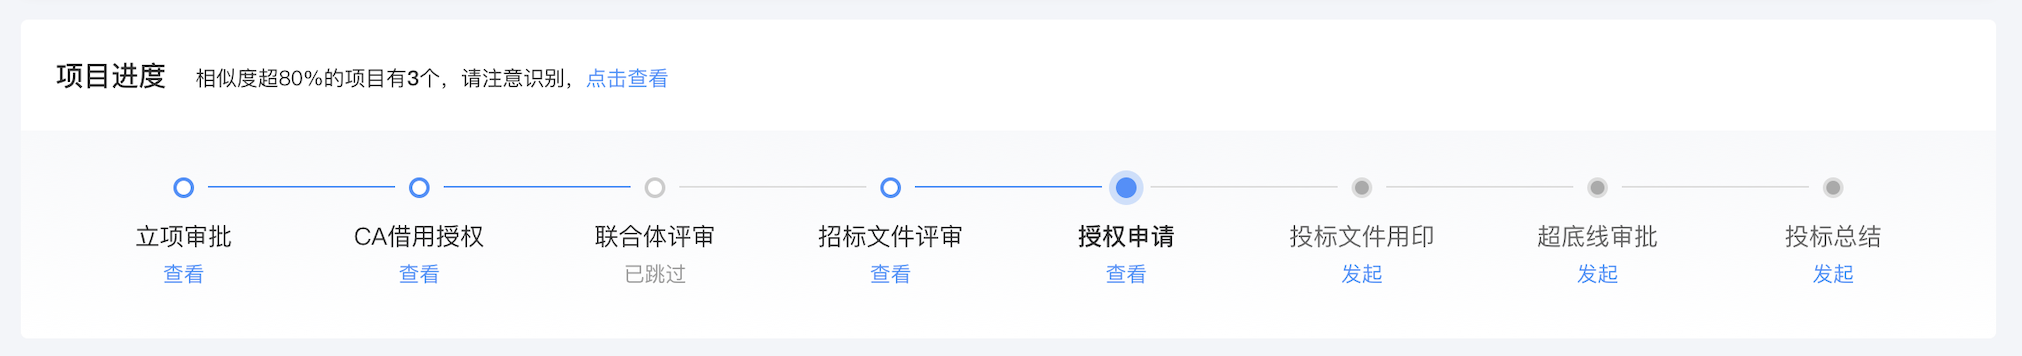 项目进度 相似度超80%的项目有3个，请注意识别，点击查看
立项审批 CA借用授权 联合体评审 招标文件评审 授权申请 投标文件用印 超底线审批 投标总结
查看 查看 已跳过 查看 查看 发起 发起 发起